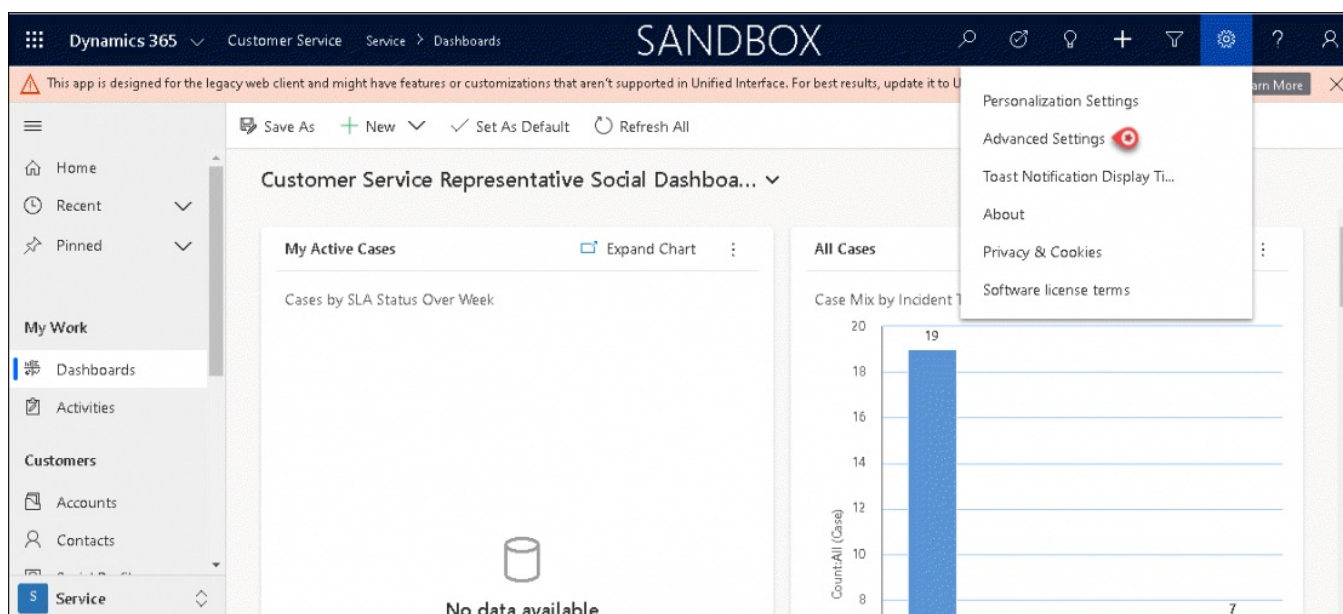 Dynamics 365 Customer Service Service > Dashboards SANDBOX
This app is designed for the legacy web client and might have features or customizations that aren't supported in Unified Interface. For best results, update it to U
arn More
Personalization Settings
Advanced Settings
Toast Notification Display Ti...
About
Privacy & Cookies
Software license terms
Save As New Set As Default Refresh All
Home
Recent
Pinned
My Work
Dashboards
Activities
Customers
Accounts
Contacts
S Service
Customer Service Representative Social Dashboa...
My Active Cases Expand Chart
Cases by SLA Status Over Week
No data available
All Cases
Case Mix by Incident T
20
19
18
16
14
12
10
8
7
Count:All (Case)